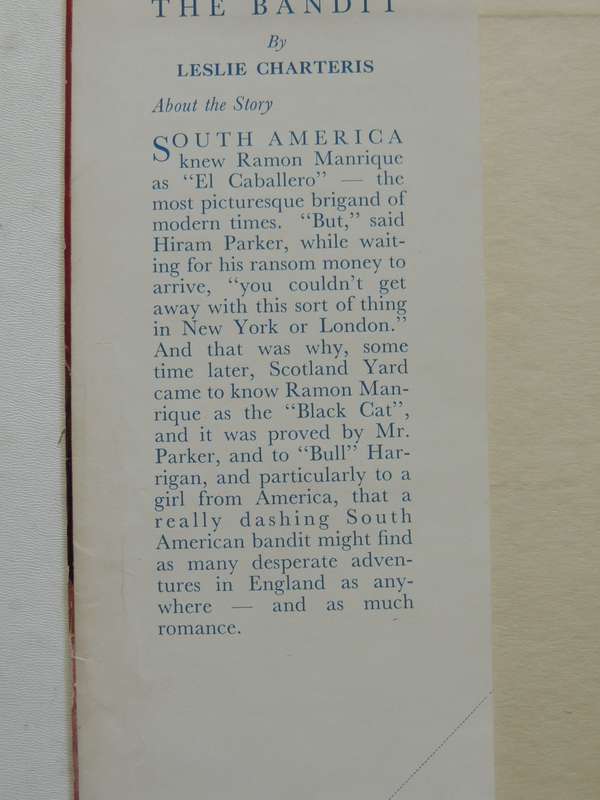 THE BANDIT
By
LESLIE CHARTERIS
About the Story
SOUTH AMERICA
knew Ramon Manrique
as “El Caballero” — the
most picturesque brigand of
modern times. “But,” said
Hiram Parker, while wait-
ing for his ransom money to
arrive, “you couldn’t get
away with this sort of thing
in New York or London.”
And that was why, some
time later, Scotland Yard
came to know Ramon Man-
rique as the “Black Cat”,
and it was proved by Mr.
Parker, and to “Bull” Har-
rigan, and particularly to a
girl from America, that a
really dashing South
American bandit might find
as many desperate adven-
tures in England as any-
where — and as much
romance.